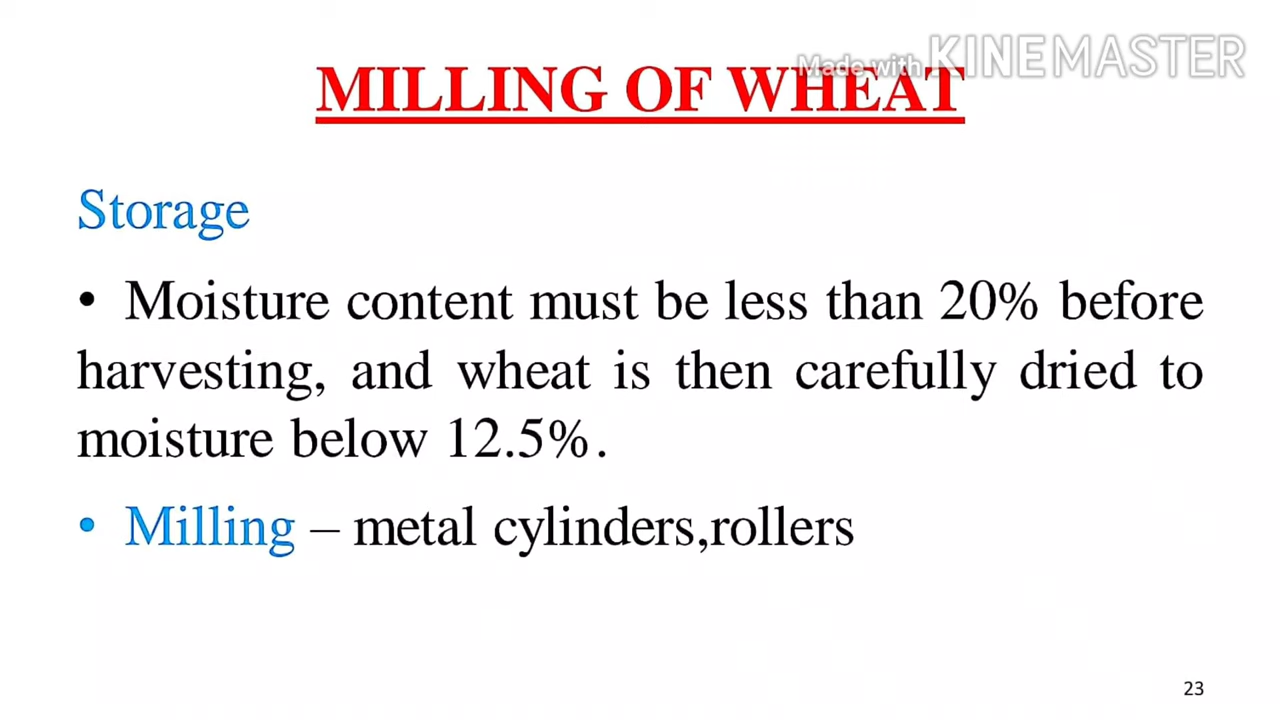 Made with KINEMASTER
MILLING OF WHEAT
Storage
• Moisture content must be less than 20% before
harvesting, and wheat is then carefully dried to
moisture below 12.5%.
• Milling – metal cylinders,rollers
23